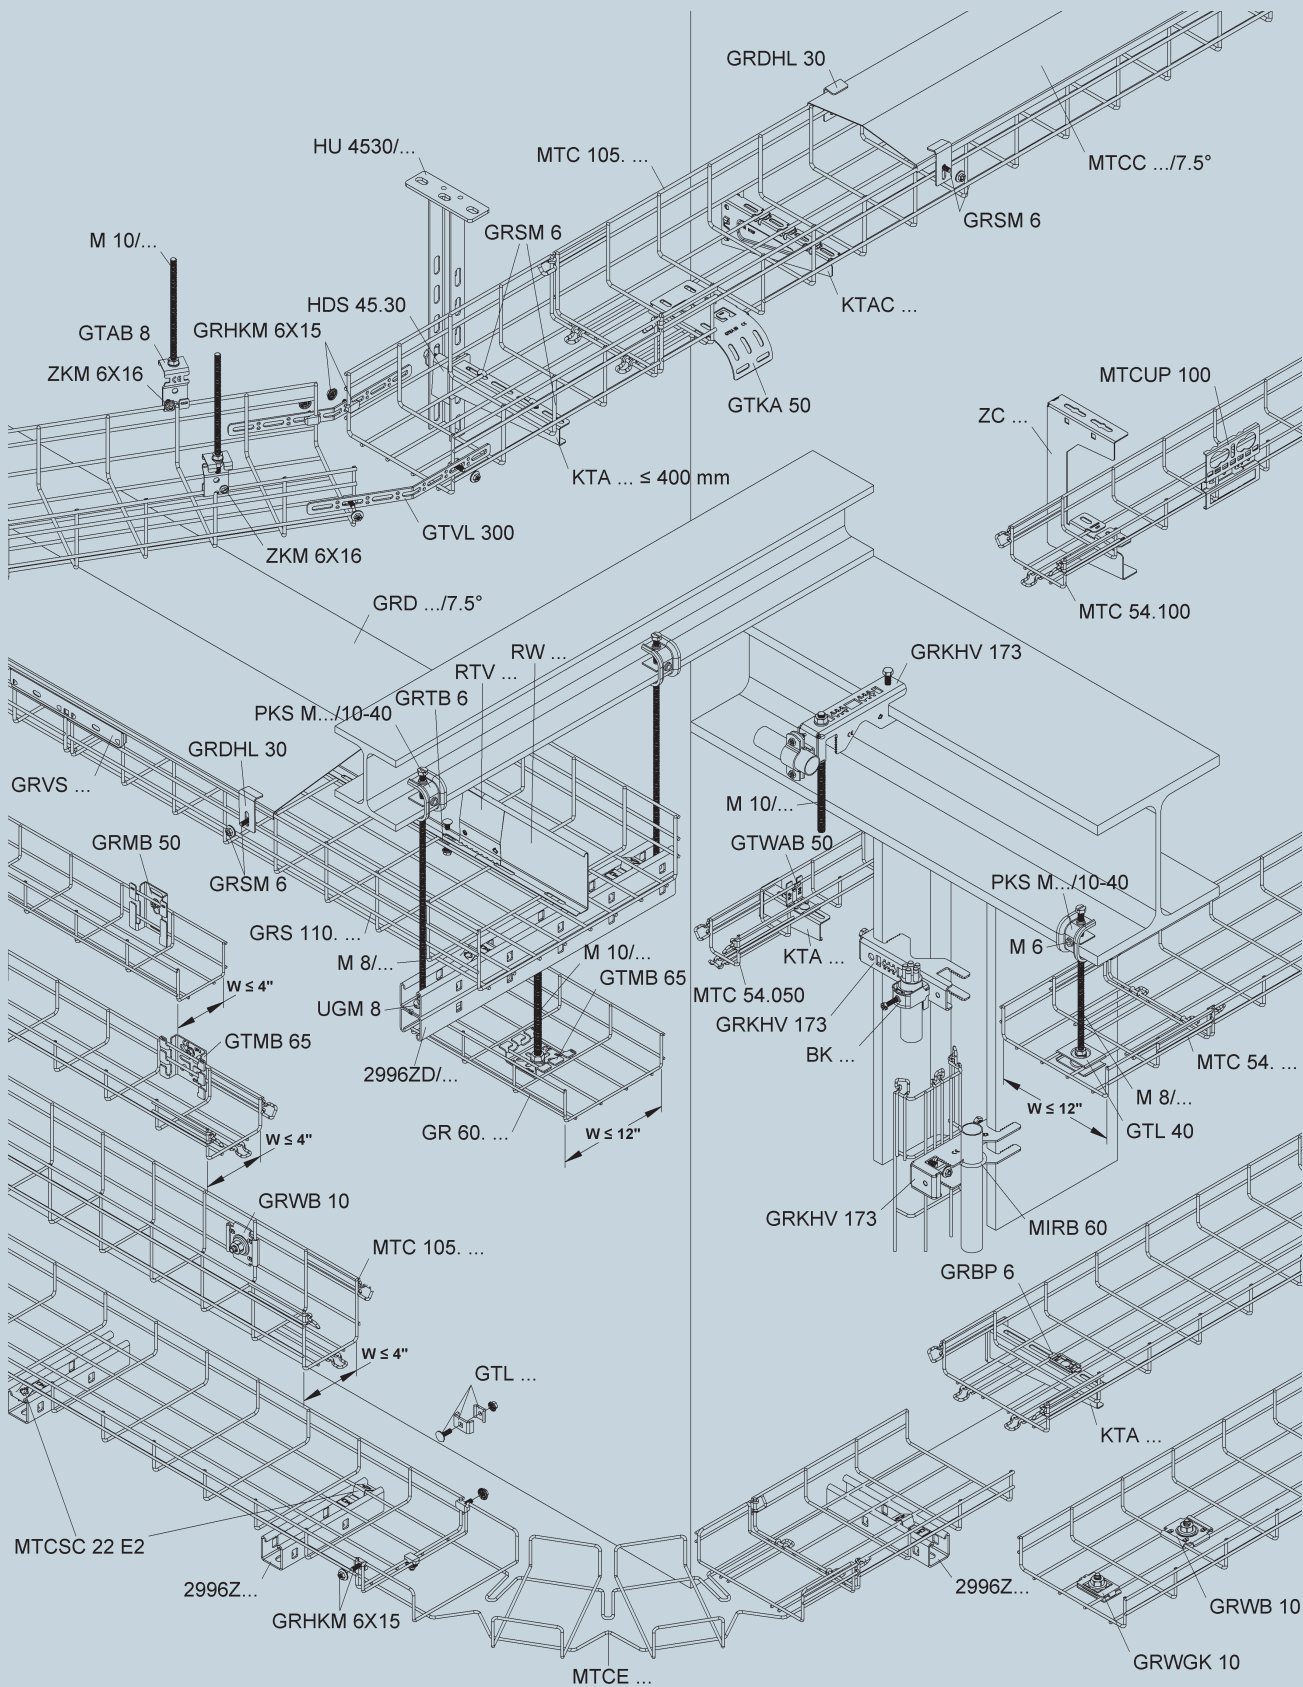 GRDHL 30
HU 4530/...
MTC 105. ...
MTCC .../7.5°
GRSM 6
GRSM 6
M 10/...
KTAC ...
HDS 45.30
GTAB 8
GRHKM 6X15
ZKM 6X16
MTCUP 100
GTKA 50
ZC ...
KTA ... ≤ 400 mm
GTVL 300
ZKM 6X16
GRD .../7.5°
MTC 54.100
RW ...
GRKHV 173
RTV ...
GRTB 6
PKS M.../10-40
GRDHL 30
GRVS ...
M 10/...
GRMB 50
GTWAB 50
GRSM 6
PKS M.../10-40
GRS 110. ...
M 10/...
M 6
KTA ...
M 8/...
GTMB 65
W ≤ 4"
MTC 54.050
UGM 8
GRKHV 173
GTMB 65
BK ...
MTC 54. ...
2996ZD/...
M 8/...
W ≤ 12"
GR 60. ...
W ≤ 12"
GTL 40
W ≤ 4"
GRWB 10
GRKHV 173
MIRB 60
MTC 105. ...
GRBP 6
W ≤ 4"
GTL ...
KTA ...
MTCSC 22 E2
2996Z...
2996Z...
GRWB 10
GRHKM 6X15
GRWGK 10
MTCE ...